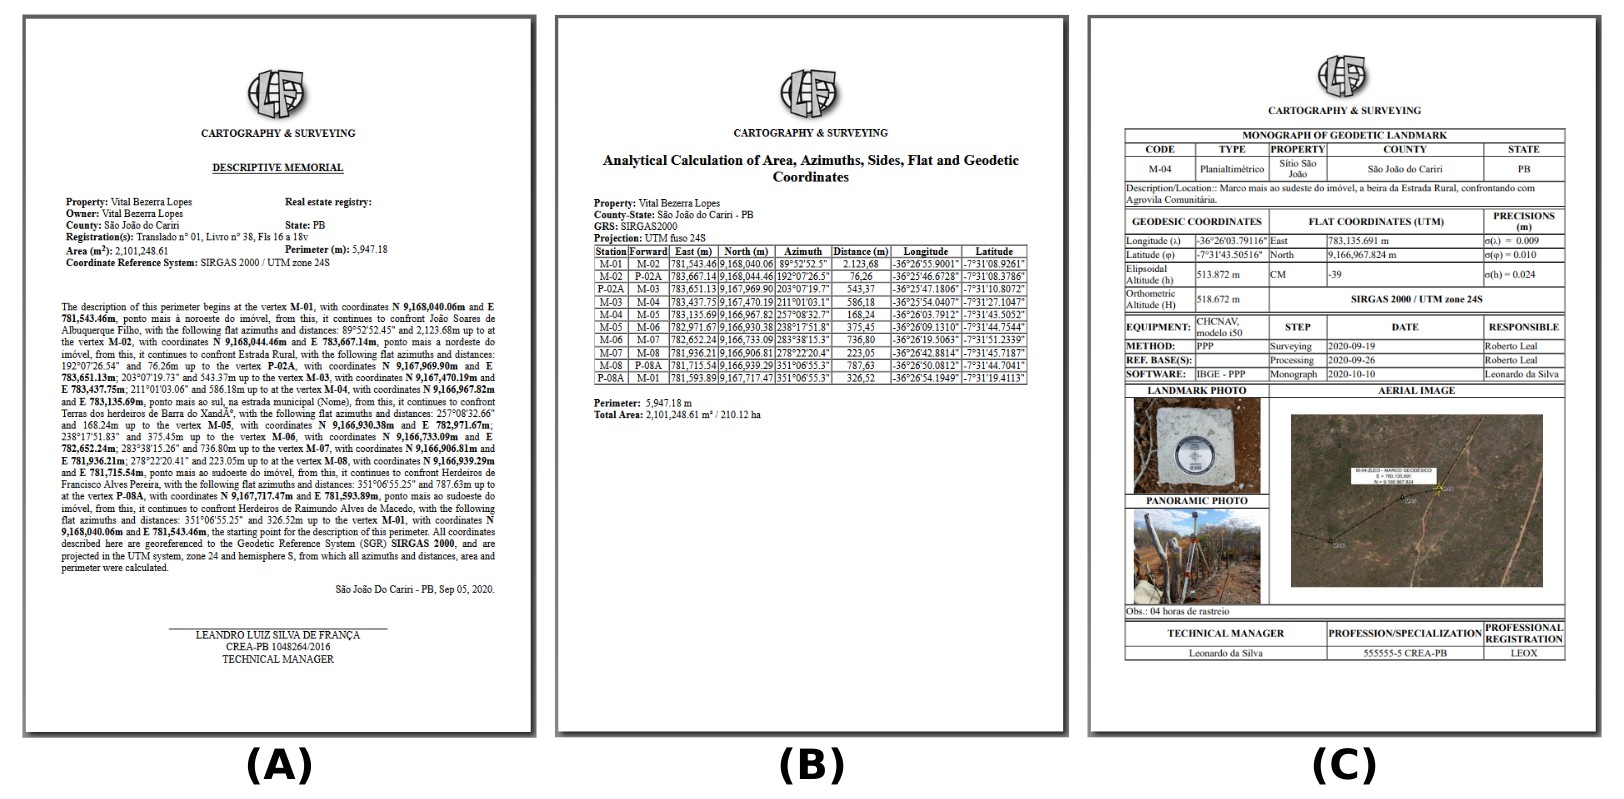 LF
CARTOGRAPHY & SURVEYING
DESCRIPTIVE MEMORIAL
Property: Vital Bezerra Lopes Real estate registry:
Owner: Vital Bezerra Lopes
County: São João do Cariri State: PB
Registration(s): Translado n° 01, Livro n° 38, Fls 16 a 18v
Area (m²): 2,101,248.61 Perimeter (m): 5,947.18
Coordinate Reference System: SIRGAS 2000 / UTM zone 24S
The description of this perimeter begins at the vertex M-01, with coordinates N 9,168,040.06m and E
781,543.46m, ponto mais à noroeste do imóvel, from this, it continues to confront João Soares de
Albuquerque Filho, with the following flat azimuths and distances: 89°52'52.45" and 2,123.68m up to at
the vertex M-02, with coordinates N 9,168,044.46m and E 783,667.14m, ponto mais a nordeste do
imóvel, from this, it continues to confront Estrada Rural, with the following flat azimuths and distances:
192°07'26.54" and 76.26m up to the vertex P-02A, with coordinates N 9,167,969.90m and E
783,651.13m; 203°07'19.73" and 543.37m up to at the vertex M-03, with coordinates N 9,167,470.19m and
E 783,437.75m; 211°01'03.06" and 586.18m up to at the vertex M-04, with coordinates N 9,166,967.82m
and E 783,135.69m, ponto mais ao sul, na estrada municipal (Nome), from this, it continues to confront
Terras dos herdeiros de Barra do XandÃº, with the following flat azimuths and distances: 257°08'32.66"
and 168.24m up to the vertex M-05, with coordinates N 9,166,930.38m and E 782,971.67m;
238°17'51.83" and 375.45m up to the vertex M-06, with coordinates N 9,166,733.09m and E
782,652.24m; 283°38'15.26" and 736.80m up to the vertex M-07, with coordinates N 9,166,906.81m and
E 781,936.21m; 278°22'20.41" and 223.05m up to at the vertex M-08, with coordinates N 9,166,939.29m
and E 781,715.54m, ponto mais ao sudoeste do imóvel, from this, it continues to confront Herdeiros de
Francisco Alves Pereira, with the following flat azimuths and distances: 351°06'55.25" and 787.63m up to
at the vertex P-08A, with coordinates N 9,167,717.47m and E 781,593.89m, ponto mais ao sudoeste do
imóvel, from this, it continues to confront Herdeiros de Raimundo Alves de Macedo, with the following
flat azimuths and distances: 351°06'55.25" and 326.52m up to the vertex M-01, with coordinates N
9,168,040.06m and E 781,543.46m, the starting point for the description of this perimeter. All coordinates
described here are georeferenced to the Geodetic Reference System (SGR) SIRGAS 2000, and are
projected in the UTM system, zone 24 and hemisphere S, from which all azimuths and distances, area and
perimeter were calculated.
São João Do Cariri - PB, Sep 05, 2020.
LEANDRO LUIZ SILVA DE FRANÇA
CREA-PB 1048264/2016
TECHNICAL MANAGER
(A)
LF
CARTOGRAPHY & SURVEYING
Analytical Calculation of Area, Azimuths, Sides, Flat and Geodetic
Coordinates
Property: Vital Bezerra Lopes
County-State: São João do Cariri - PB
GRS: SIRGAS2000
Projection: UTM fuso 24S
Station Forward East (m) North (m) Azimuth Distance (m) Longitude Latitude
M-01 M-02 781,543.46 9,168,040.06 89°52'52.5" 2.123,68 -36°26'55.9001" -7°31'08.9261"
M-02 P-02A 783,667.14 9,168,044.46 192°07'26.5" 76,26 -36°25'46.6728" -7°31'08.3786"
P-02A M-03 783,651.13 9,167,969.90 203°07'19.7" 543,37 -36°25'47.1806" -7°31'10.8072"
M-03 M-04 783,437.75 9,167,470.19 211°01'03.1" 586,18 -36°25'54.0407" -7°31'27.1047"
M-04 M-05 783,135.69 9,166,967.82 257°08'32.7" 168,24 -36°26'03.7912" -7°31'43.5052"
M-05 M-06 782,971.67 9,166,930.38 238°17'51.8" 375,45 -36°26'09.1310" -7°31'44.7544"
M-06 M-07 782,652.24 9,166,733.09 283°38'15.3" 736,80 -36°26'19.5063" -7°31'51.2339"
M-07 M-08 781,936.21 9,166,906.81 278°22'20.4" 223,05 -36°26'42.8814" -7°31'45.7187"
M-08 P-08A 781,715.54 9,166,939.29 351°06'55.3" 787,63 -36°26'50.0812" -7°31'44.7041"
P-08A M-01 781,593.89 9,167,717.47 351°06'55.3" 326,52 -36°26'54.1949" -7°31'19.4113"
Perimeter: 5,947.18 m
Total Area: 2,101,248.61 m² / 210.12 ha
(B)
LF
CARTOGRAPHY & SURVEYING
MONOGRAPH OF GEODETIC LANDMARK
CODE TYPE PROPERTY COUNTY STATE
M-04 Planialtimétrico Sítio São João São João do Cariri PB
Description/Location:: Marco mais ao sudeste do imóvel, a beira da Estrada Rural, confrontando com
Agrovila Comunitária.
GEODESIC COORDINATES FLAT COORDINATES (UTM) PRECISIONS (m)
Longitude (λ) -36°26'03.79116" East 783,135.691 m σ(λ) = 0.009
Latitude (φ) -7°31'43.50516" North 9,166,967.824 m σ(φ) = 0.010
Elipsoidal Altitude (h) 513.872 m CM -39 σ(h) = 0.024
Orthometric Altitude (H) 518.672 m SIRGAS 2000 / UTM zone 24S
EQUIPMENT: CHCNAV, modelo i50 STEP DATE RESPONSIBLE
METHOD: PPP Surveying 2020-09-19 Roberto Leal
REF. BASE(S): Processing 2020-09-26 Roberto Leal
SOFTWARE: IBGE - PPP Monograph 2020-10-10 Leonardo da Silva
LANDMARK PHOTO AERIAL IMAGE
M-04-ZLEO - MARCO GEODÉSICO
E = 783.135,691
N = 9.166.967,824
PANORAMIC PHOTO
Obs.: 04 horas de rastreio
TECHNICAL MANAGER PROFESSION/SPECIALIZATION PROFESSIONAL REGISTRATION
Leonardo da Silva 555555-5 CREA-PB LEOX
(C)